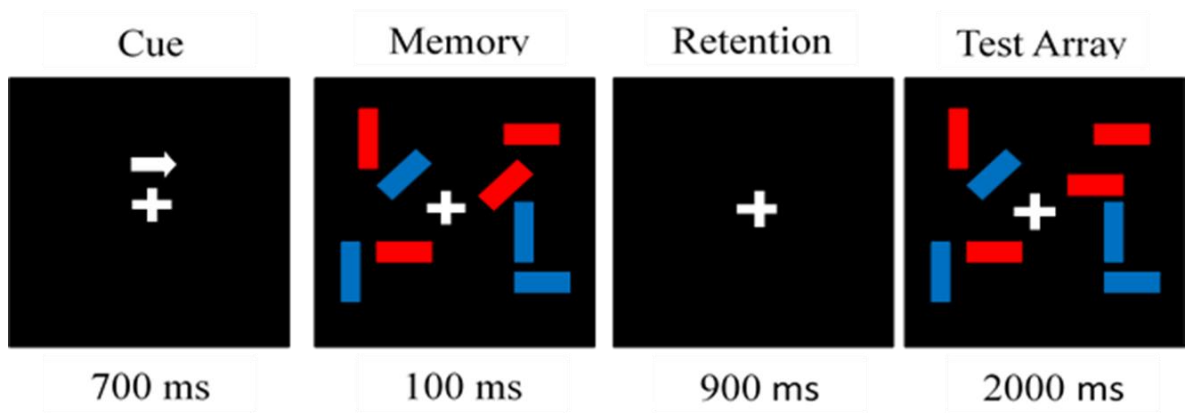 Cue
Memory
Retention
Test Array
700 ms
100 ms
900 ms
2000 ms